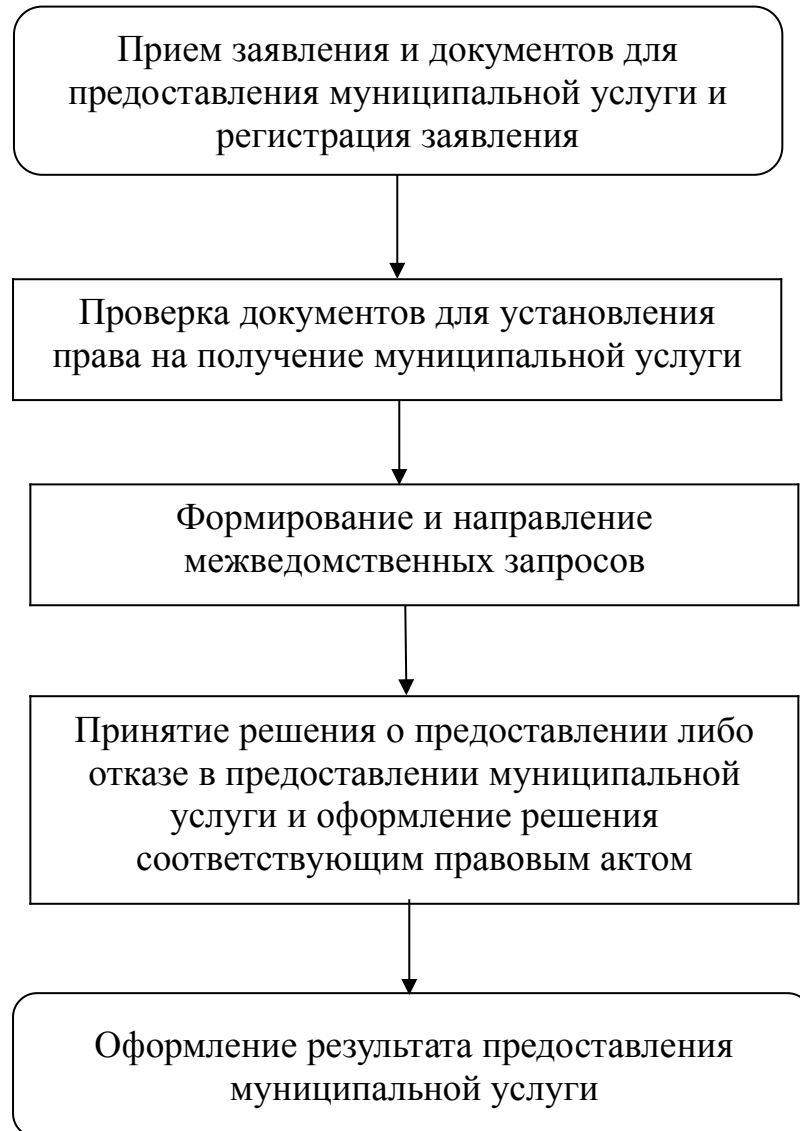 Прием заявления и документов для
предоставления муниципальной услуги и
регистрация заявления
Проверка документов для установления
права на получение муниципальной услуги
Формирование и направление
межведомственных запросов
Принятие решения о предоставлении либо
отказе в предоставлении муниципальной
услуги и оформление решения
соответствующим правовым актом
Оформление результата предоставления
муниципальной услуги